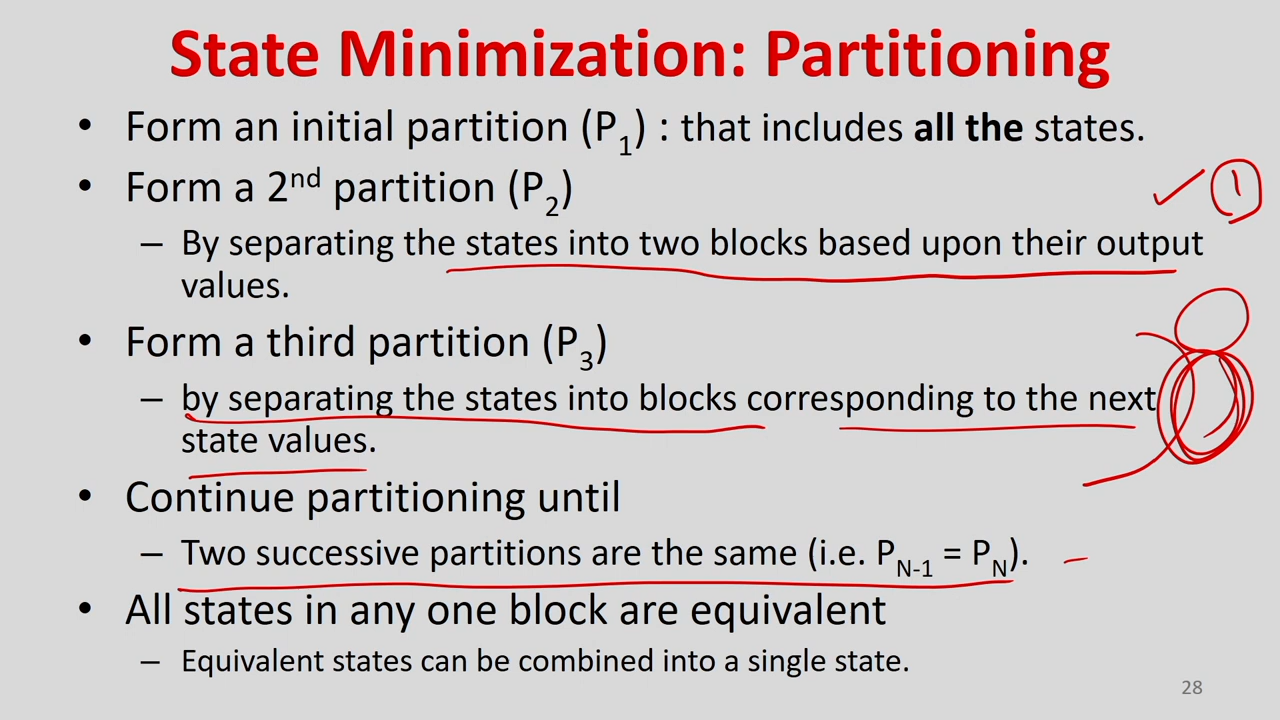 State Minimization: Partitioning
• Form an initial partition (P1) : that includes all the states.
• Form a 2nd partition (P2)
1
– By separating the states into two blocks based upon their output
values.
• Form a third partition (P3)
– by separating the states into blocks corresponding to the next
state values.
• Continue partitioning until
– Two successive partitions are the same (i.e. PN-1 = PN).
• All states in any one block are equivalent
– Equivalent states can be combined into a single state.
28